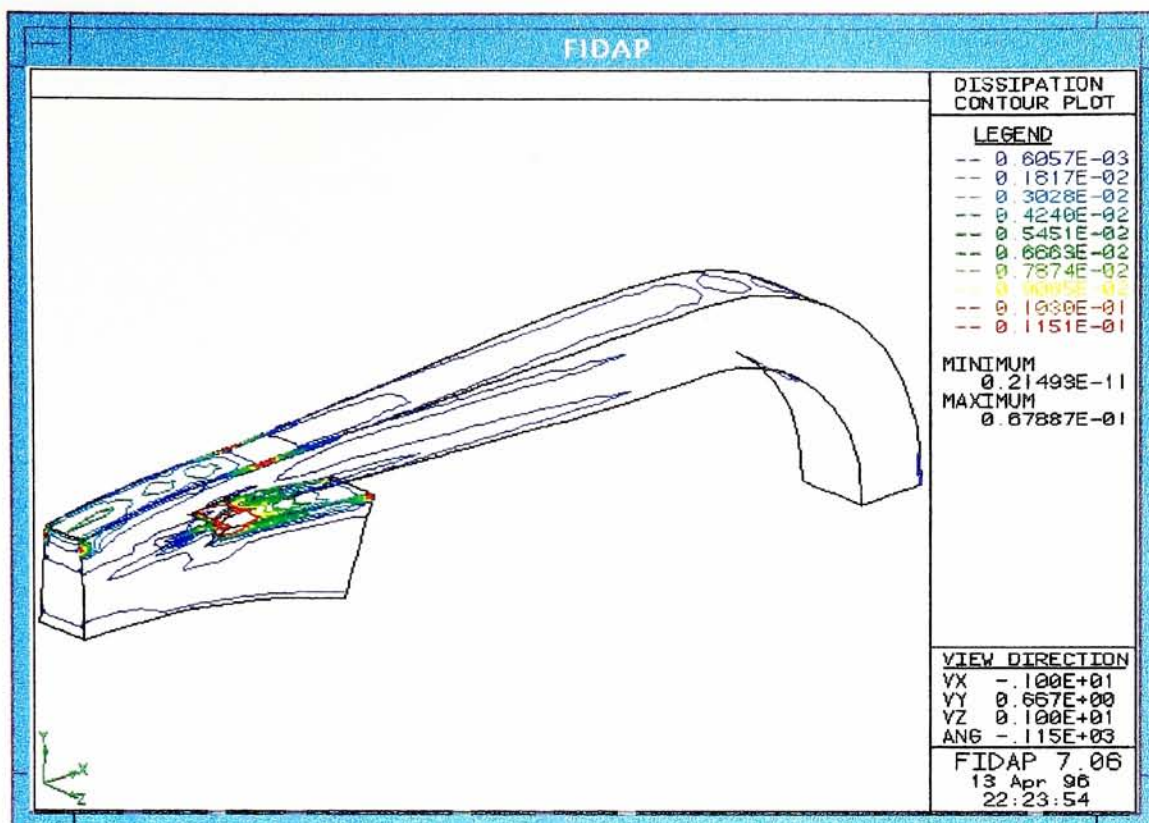 FIDAP
DISSIPATION
CONTOUR PLOT
LEGEND
-- 0.6057E-03
-- 0.1817E-02
-- 0.3028E-02
-- 0.4240E-02
-- 0.5451E-02
-- 0.6663E-02
-- 0.7874E-02
-- 0.9085E-02
-- 0.1030E-01
-- 0.1151E-01
MINIMUM
0.21493E-11
MAXIMUM
0.67887E-01
VIEW DIRECTION
VX -.100E+01
VY 0.667E+00
VZ 0.100E+01
ANG -.115E+03
FIDAP 7.06
13 Apr 96
22:23:54
Y
X
Z